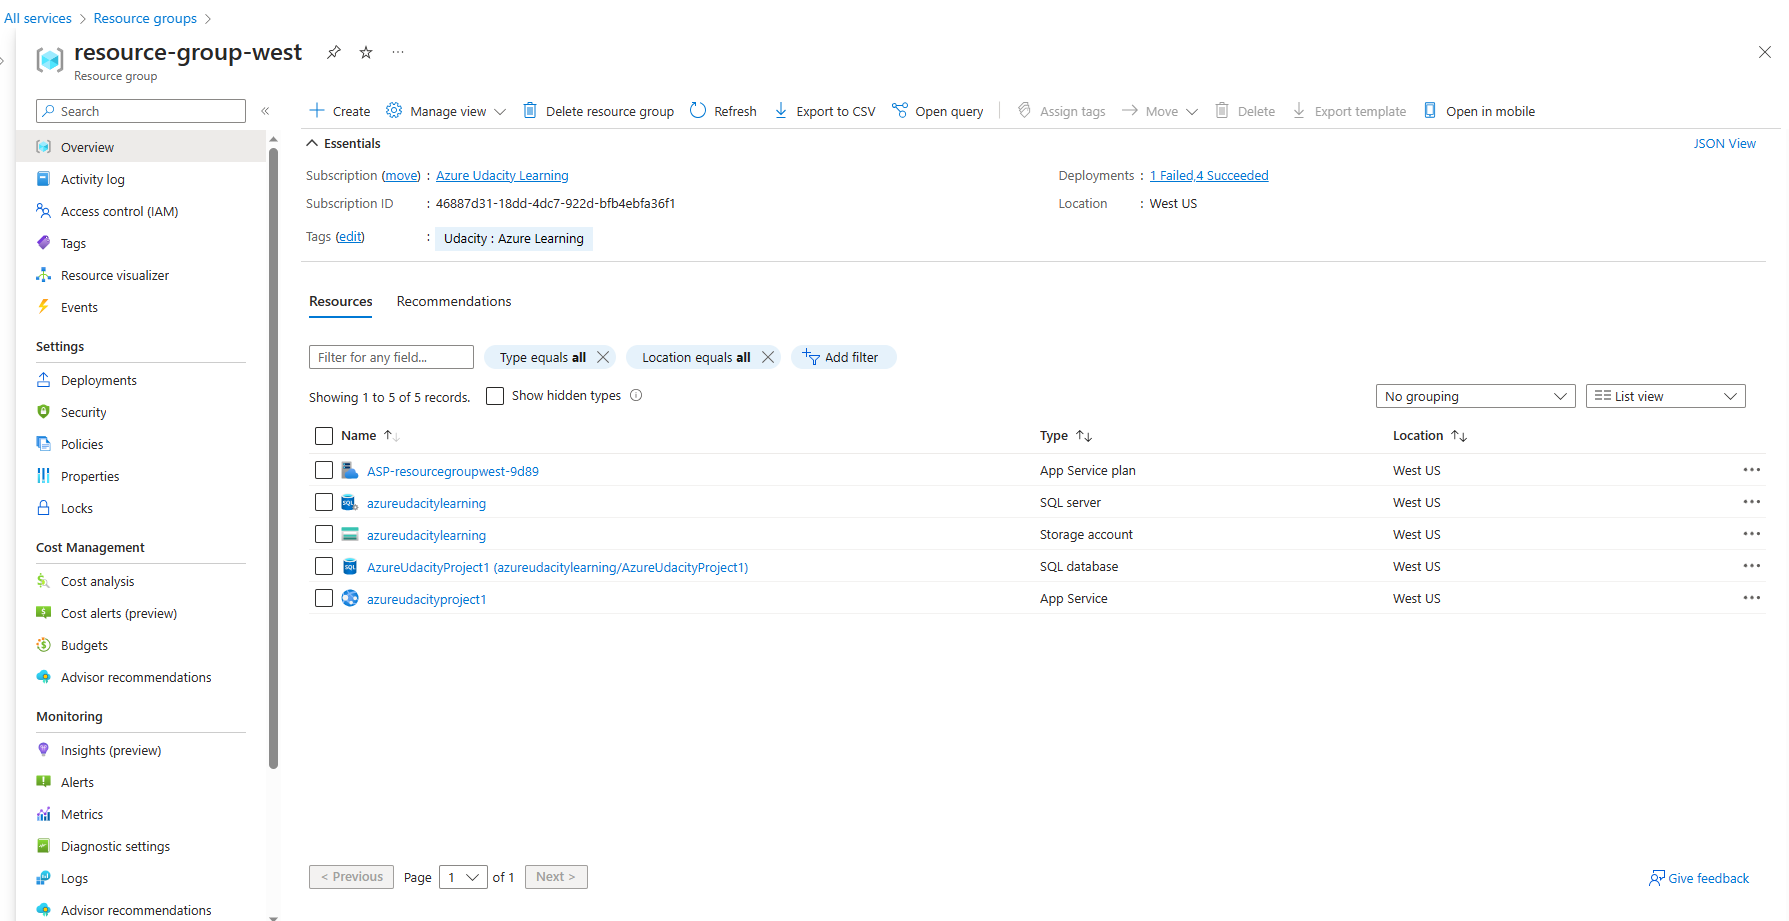 All services > Resource groups >
resource-group-west
Resource group
Search
Create
Manage view
Delete resource group
Refresh
Export to CSV
Open query
Assign tags
Move
Delete
Export template
Open in mobile
Overview
Activity log
Access control (IAM)
Tags
Resource visualizer
Events
Settings
Deployments
Security
Policies
Properties
Locks
Cost Management
Cost analysis
Cost alerts (preview)
Budgets
Advisor recommendations
Monitoring
Insights (preview)
Alerts
Metrics
Diagnostic settings
Logs
Advisor recommendations
Essentials
JSON View
Subscription (move) : Azure Udacity Learning
Deployments : 1 Failed,4 Succeeded
Subscription ID : 46887d31-18dd-4dc7-922d-bfb4ebfa36f1
Location : West US
Tags (edit) : Udacity : Azure Learning
Resources Recommendations
Filter for any field...
Type equals all
Location equals all
Add filter
Showing 1 to 5 of 5 records.
Show hidden types
No grouping
List view
Name Type Location
ASP-resourcegroupwest-9d89 App Service plan West US
azureudacitylearning SQL server West US
azureudacitylearning Storage account West US
AzureUdacityProject1 (azureudacitylearning/AzureUdacityProject1) SQL database West US
azureudacityproject1 App Service West US
< Previous Page 1 of 1 Next >
Give feedback